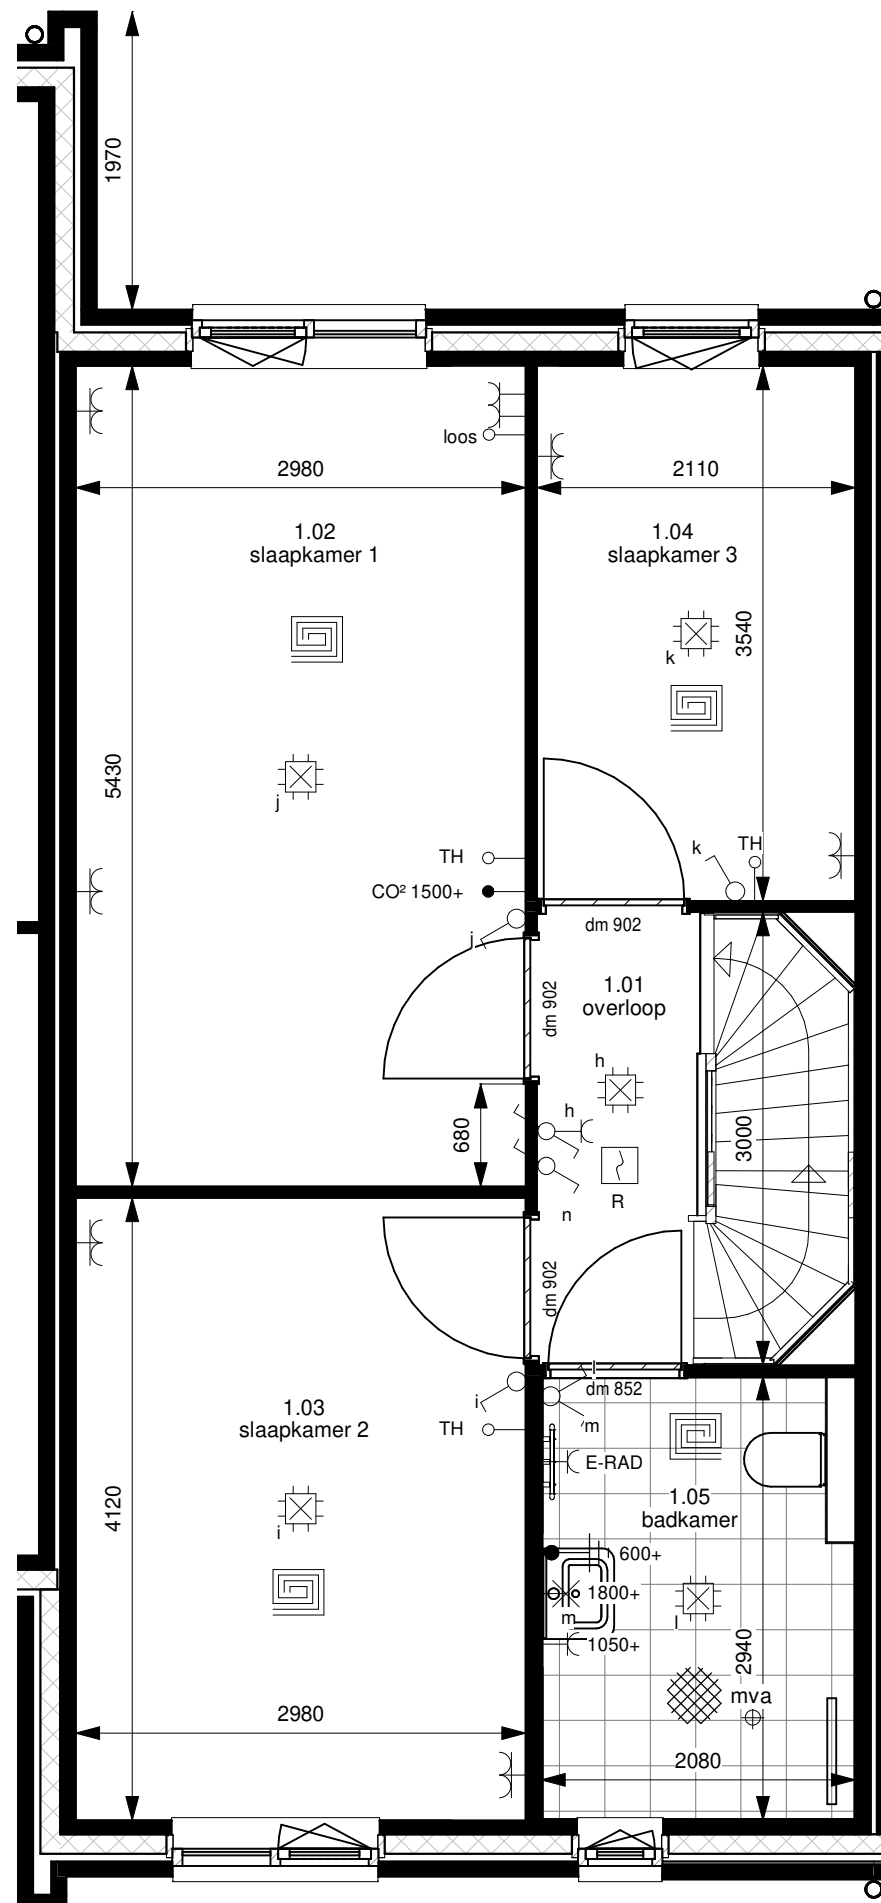 1970
loos
2980
2110
1.02
slaapkamer 1
1.04
slaapkamer 3
k
3540
5430
j
TH
CO² 1500+
j
k
TH
dm 902
dm 902
1.01
overloop
h
h
680
3000
R
n
dm 902
dm 852
i
m
1.03
slaapkamer 2
TH
E-RAD
1.05
badkamer
4120
i
600+
1800+
m
l
1050+
2940
mva
2980
2080